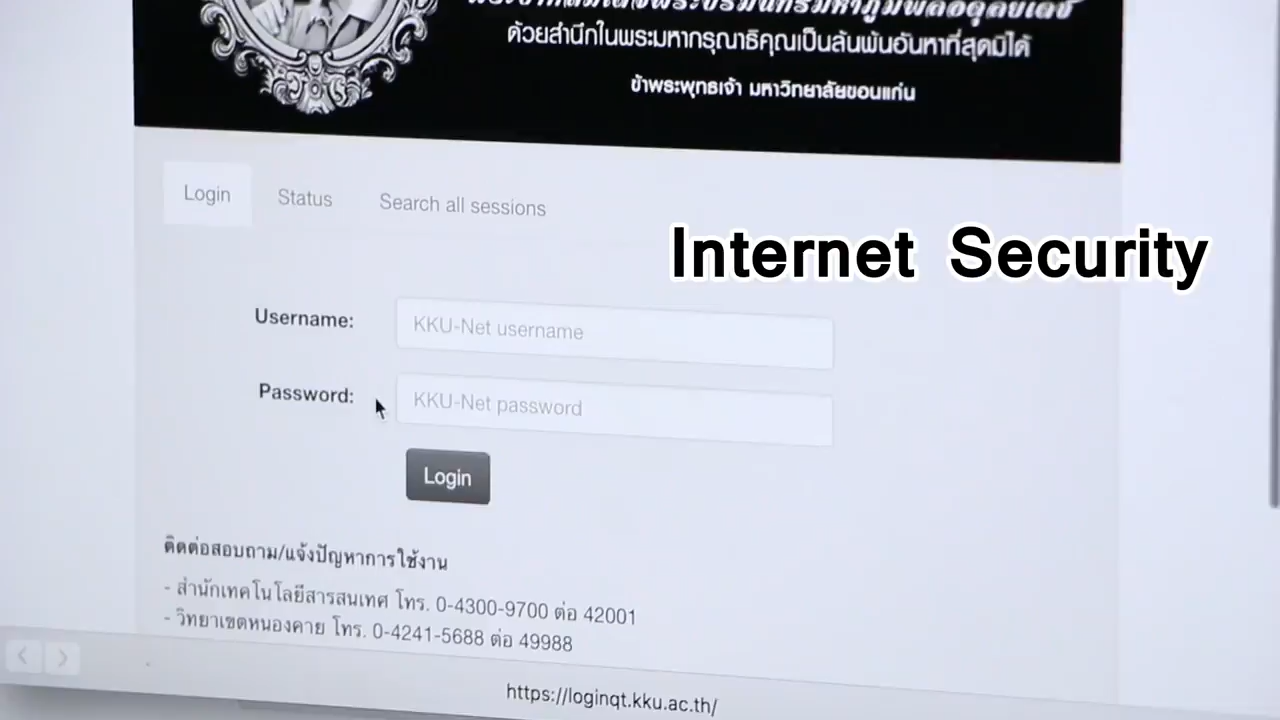 ด้วยสำนึกในพระมหากรุณาธิคุณเป็นล้นพ้นอันหาที่สุดมิได้
ข้าพระพุทธเจ้า มหาวิทยาลัยขอนแก่น
Login Status Search all sessions
Internet Security
Username: KKU-Net username
Password: KKU-Net password
Login
ติดต่อสอบถาม/แจ้งปัญหาการใช้งาน
- สำนักเทคโนโลยีสารสนเทศ โทร. 0-4300-9700 ต่อ 42001
- วิทยาเขตหนองคาย โทร. 0-4241-5688 ต่อ 49988
https://loginqt.kku.ac.th/